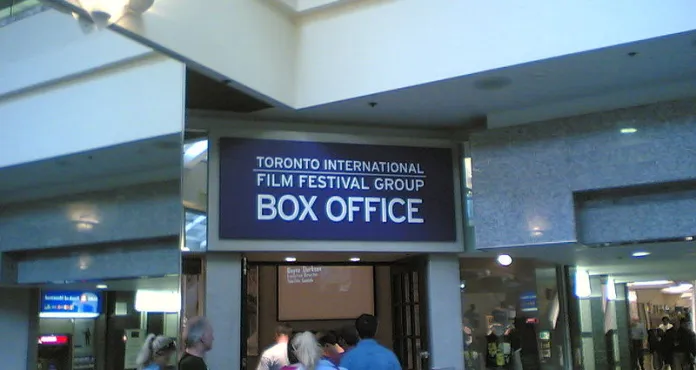 TORONTO INTERNATIONAL
FILM FESTIVAL GROUP
BOX OFFICE